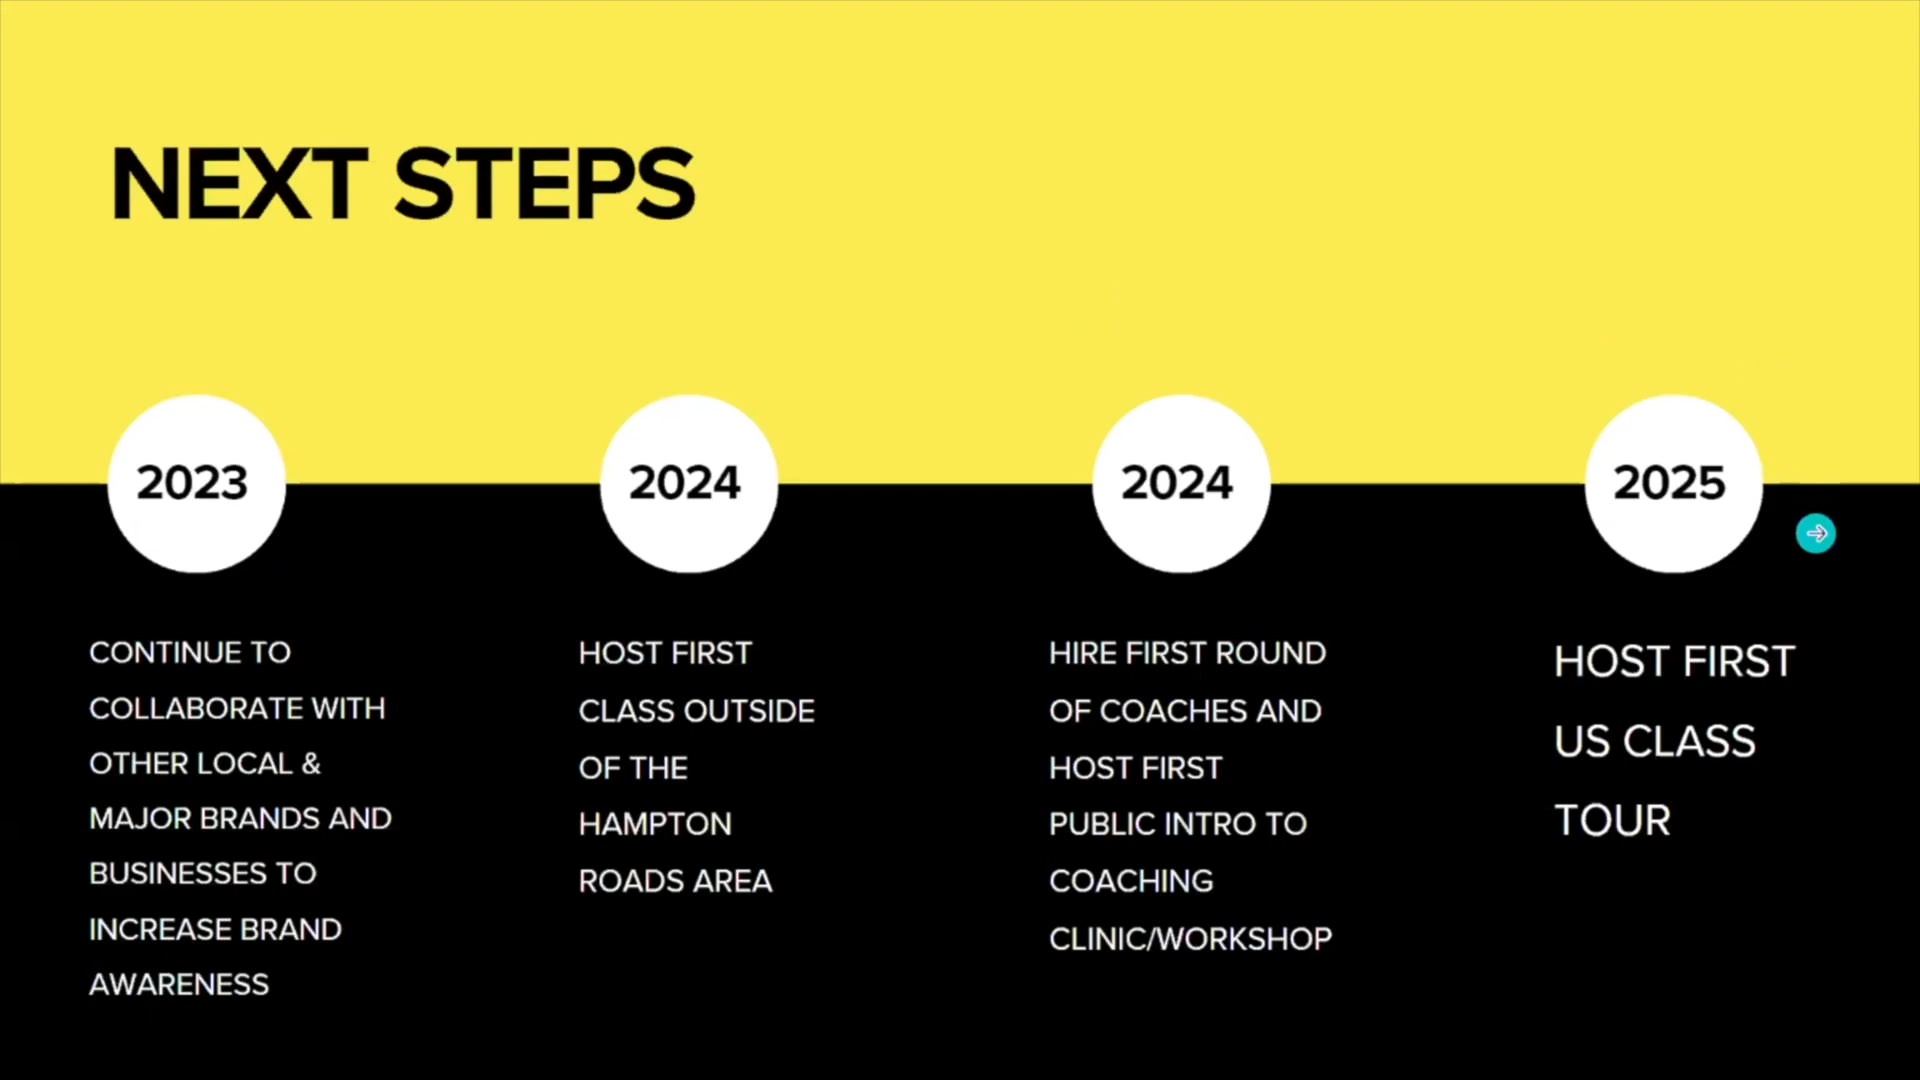 NEXT STEPS
2023
CONTINUE TO
COLLABORATE WITH
OTHER LOCAL &
MAJOR BRANDS AND
BUSINESSES TO
INCREASE BRAND
AWARENESS
2024
HOST FIRST
CLASS OUTSIDE
OF THE
HAMPTON
ROADS AREA
2024
HIRE FIRST ROUND
OF COACHES AND
HOST FIRST
PUBLIC INTRO TO
COACHING
CLINIC/WORKSHOP
2025
HOST FIRST
US CLASS
TOUR